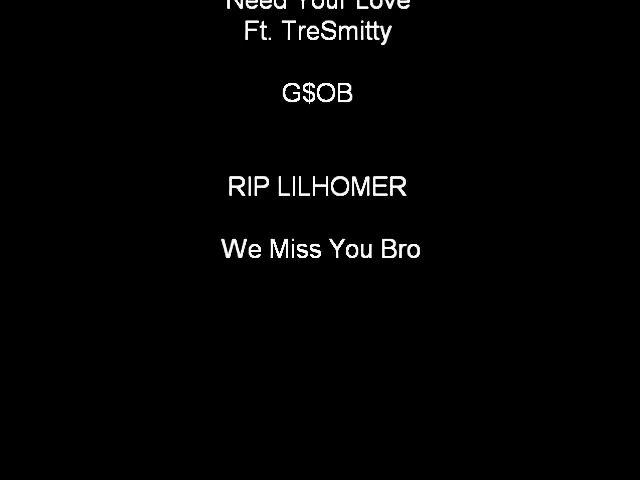 Need Your Love
Ft. TreSmitty
G$OB
RIP LILHOMER
We Miss You Bro